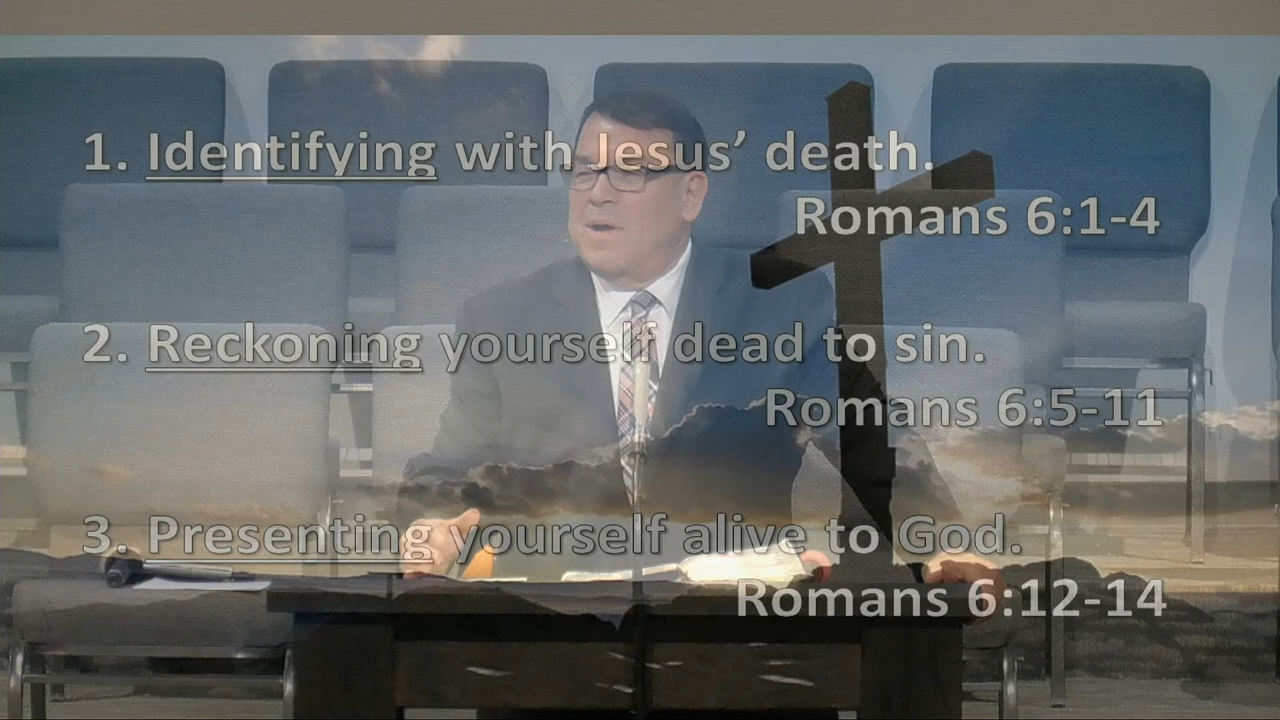 1. Identifying with Jesus’ death.
Romans 6:1-4
2. Reckoning yourself dead to sin.
Romans 6:5-11
3. Presenting yourself alive to God.
Romans 6:12-14